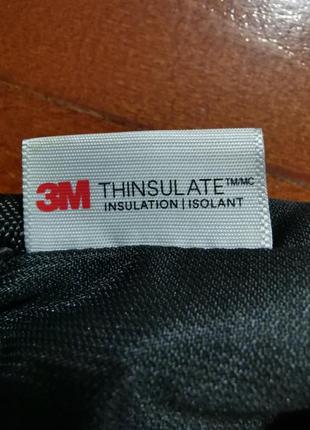 3M THINSULATE™/MC
INSULATION | ISOLANT